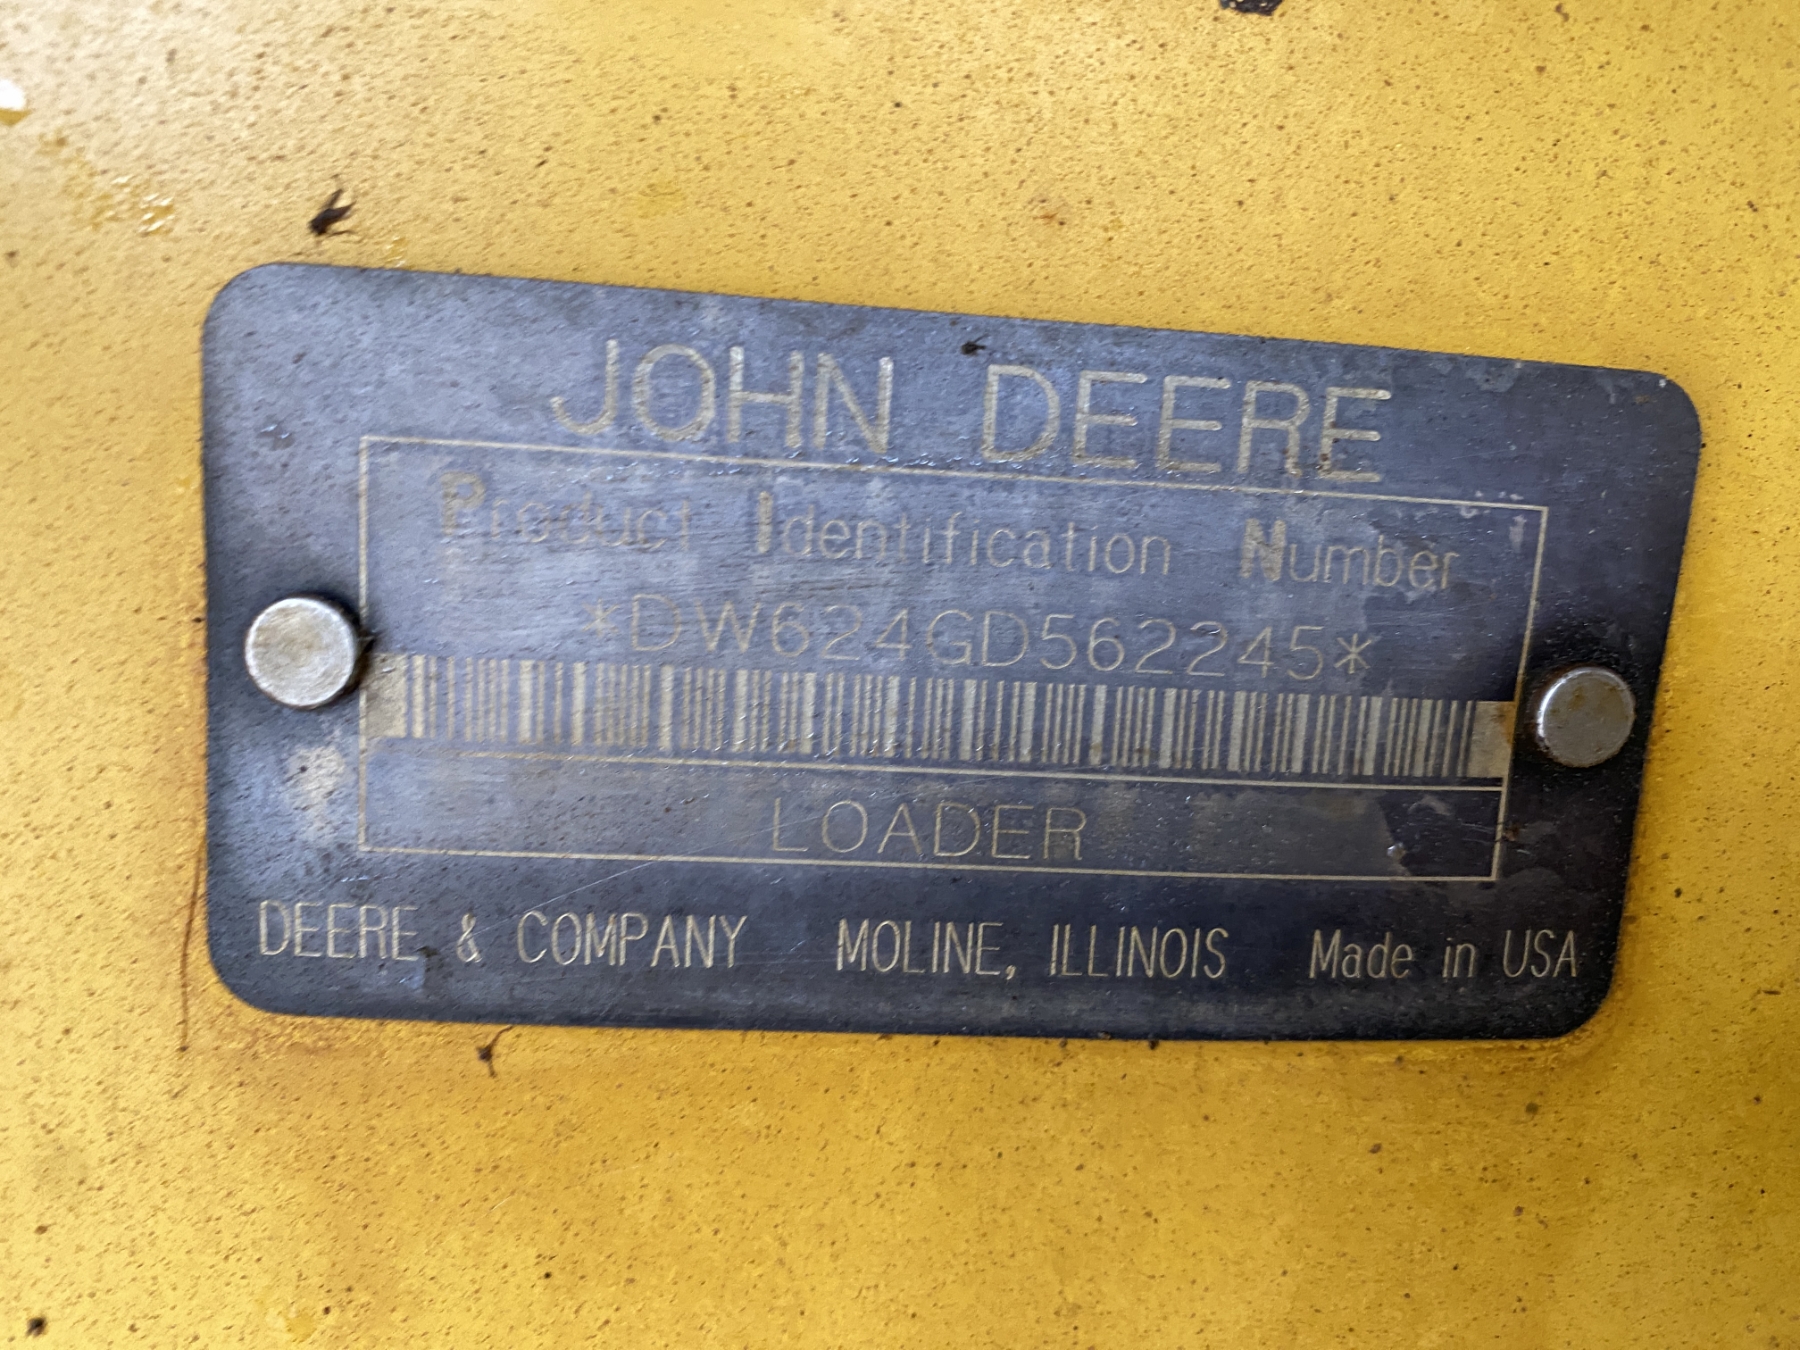 JOHN DEERE
Product Identification Number
*DW624GD562245*
LOADER
DEERE & COMPANY MOLINE, ILLINOIS Made in USA